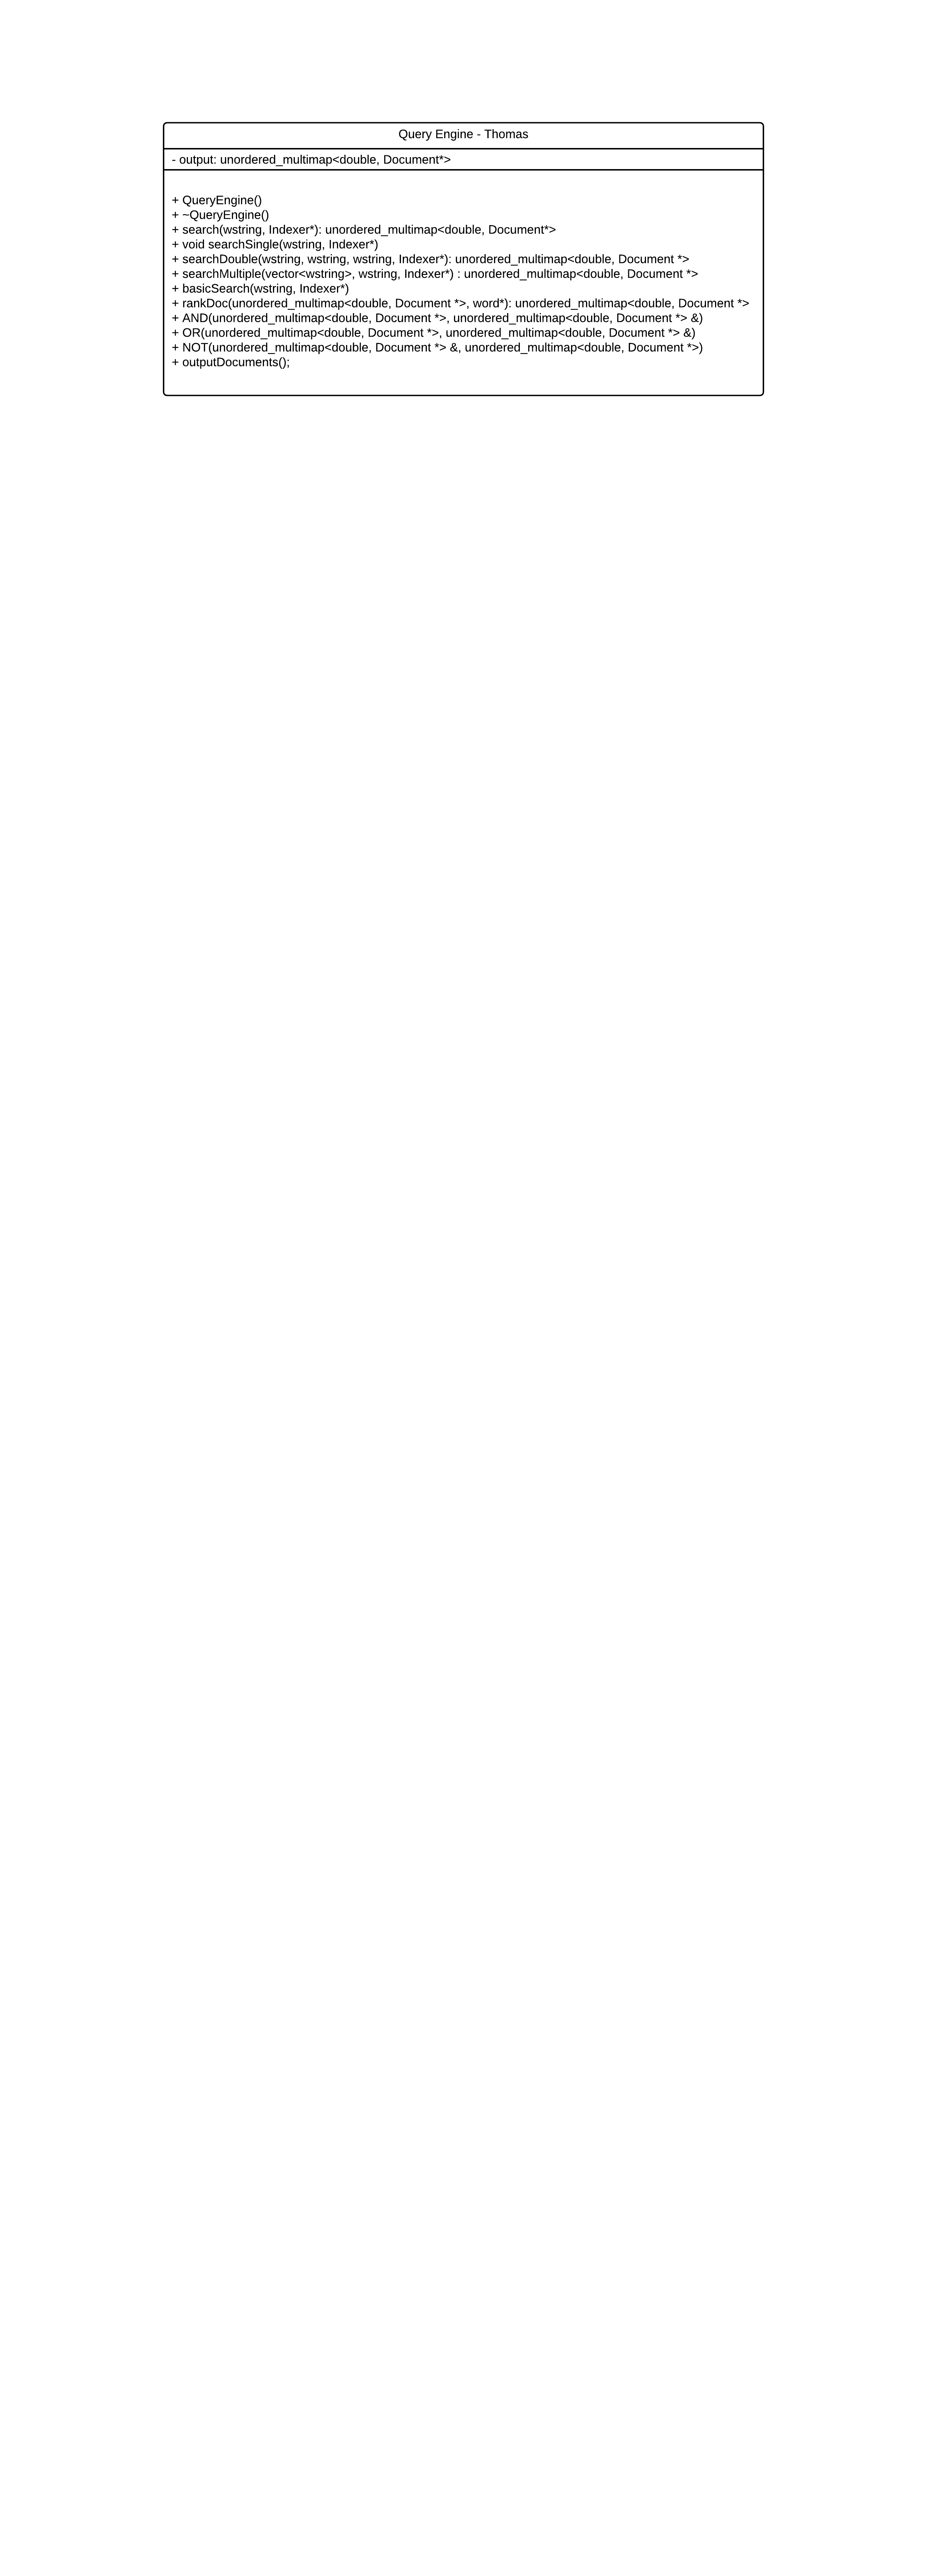 Query Engine - Thomas
- output: unordered_multimap<double, Document*>
+ QueryEngine()
+ ~QueryEngine()
+ search(wstring, Indexer*): unordered_multimap<double, Document*>
+ void searchSingle(wstring, Indexer*)
+ searchDouble(wstring, wstring, wstring, Indexer*): unordered_multimap<double, Document *>
+ searchMultiple(vector<wstring>, wstring, Indexer*) : unordered_multimap<double, Document *>
+ basicSearch(wstring, Indexer*)
+ rankDoc(unordered_multimap<double, Document *>, word*): unordered_multimap<double, Document *>
+ AND(unordered_multimap<double, Document *>, unordered_multimap<double, Document *> &)
+ OR(unordered_multimap<double, Document *>, unordered_multimap<double, Document *> &)
+ NOT(unordered_multimap<double, Document *> &, unordered_multimap<double, Document *>)
+ outputDocuments();